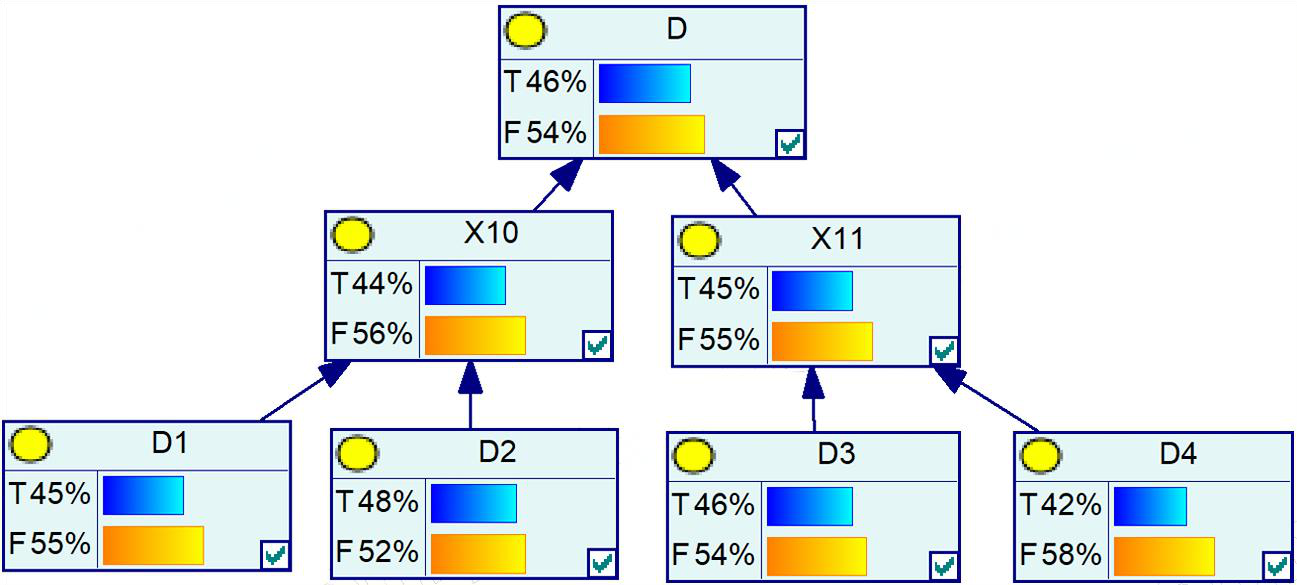 D
T 46%
F 54%
X10
T 44%
F 56%
X11
T 45%
F 55%
D1
T 45%
F 55%
D2
T 48%
F 52%
D3
T 46%
F 54%
D4
T 42%
F 58%